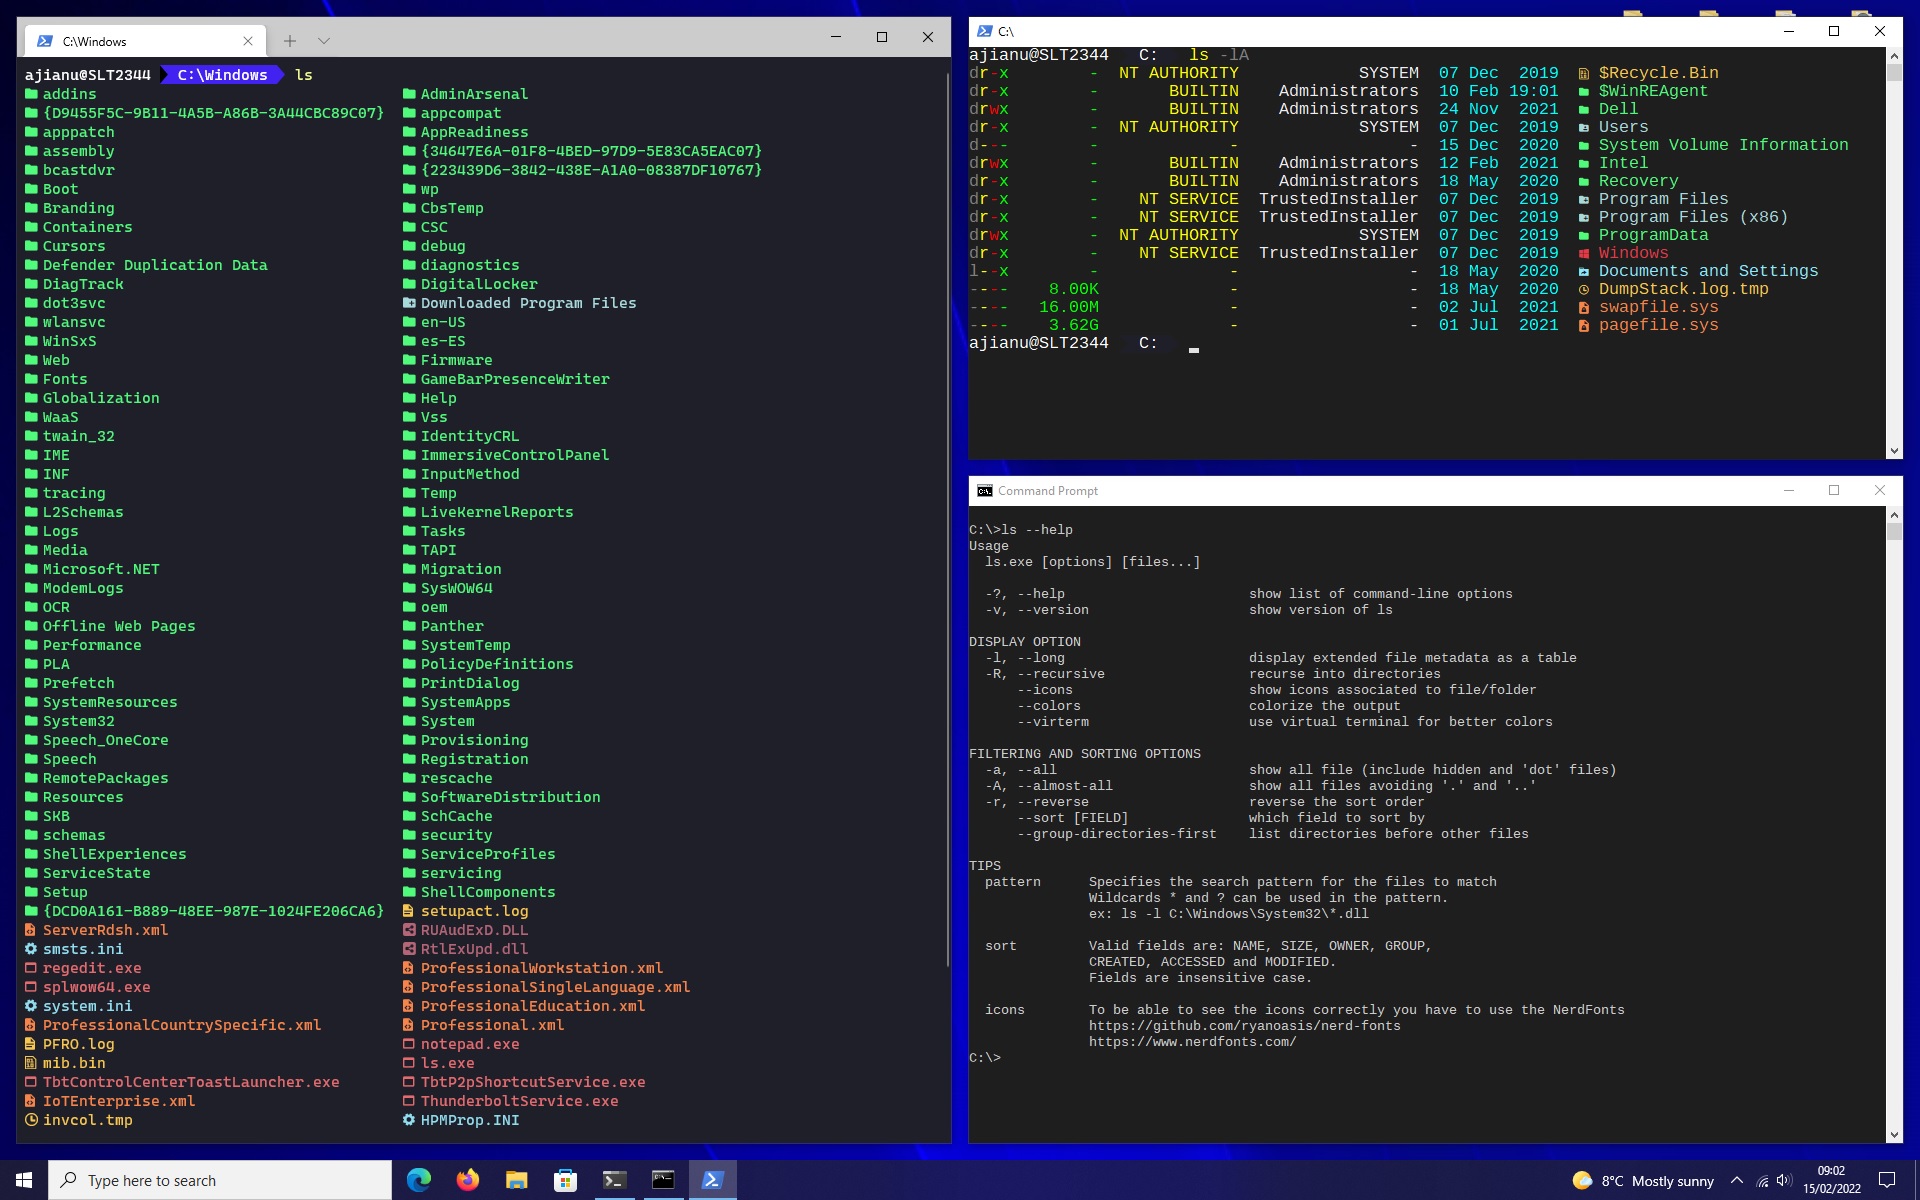 C:\Windows
ajianu@SLT2344 C:\Windows ls
addins AdminArsenal
{D9455F5C-9B11-4A5B-A86B-3A44CBC89C07} appcompat
apppatch AppReadiness
assembly {34647E6A-01F8-4BED-97D9-5E83CA5EAC07}
bcastdvr {223439D6-3842-438E-A1A0-08387DF10767}
Boot wp
Branding CbsTemp
Containers CSC
Cursors debug
Defender Duplication Data diagnostics
DiagTrack DigitalLocker
dot3svc Downloaded Program Files
wlansvc en-US
WinSxS es-ES
Web Firmware
Fonts GameBarPresenceWriter
Globalization Help
WaaS Vss
twain_32 IdentityCRL
IME ImmersiveControlPanel
INF InputMethod
tracing Temp
L2Schemas LiveKernelReports
Logs Tasks
Media TAPI
Microsoft.NET Migration
ModemLogs SysWOW64
OCR oem
Offline Web Pages Panther
Performance SystemTemp
PLA PolicyDefinitions
Prefetch PrintDialog
SystemResources SystemApps
System32 System
Speech_OneCore Provisioning
Speech Registration
RemotePackages rescache
Resources SoftwareDistribution
SKB SchCache
schemas security
ShellExperiences ServiceProfiles
ServiceState servicing
Setup ShellComponents
{DCD0A161-B889-48EE-987E-1024FE206CA6} setupact.log
ServerRdsh.xml RUAudExD.DLL
smsts.ini RtlExUpd.dll
regedit.exe ProfessionalWorkstation.xml
splwow64.exe ProfessionalSingleLanguage.xml
system.ini ProfessionalEducation.xml
ProfessionalCountrySpecific.xml Professional.xml
PFRO.log notepad.exe
mib.bin ls.exe
TbtControlCenterToastLauncher.exe TbtP2pShortcutService.exe
IoTEnterprise.xml ThunderboltService.exe
invcol.tmp HPMProp.INI
C:\
ajianu@SLT2344 C: ls -lA
dr-x - NT AUTHORITY SYSTEM 07 Dec 2019 $Recycle.Bin
dr-x - BUILTIN Administrators 10 Feb 19:01 $WinREAgent
drwx - BUILTIN Administrators 24 Nov 2021 Dell
dr-x - NT AUTHORITY SYSTEM 07 Dec 2019 Users
d--- - - - 15 Dec 2020 System Volume Information
drwx - BUILTIN Administrators 12 Feb 2021 Intel
dr-x - BUILTIN Administrators 18 May 2020 Recovery
dr-x - NT SERVICE TrustedInstaller 07 Dec 2019 Program Files
dr-x - NT SERVICE TrustedInstaller 07 Dec 2019 Program Files (x86)
drwx - NT AUTHORITY SYSTEM 07 Dec 2019 ProgramData
dr-x - NT SERVICE TrustedInstaller 07 Dec 2019 Windows
l--x - - - 18 May 2020 Documents and Settings
---- 8.00K - - 18 May 2020 DumpStack.log.tmp
---- 16.00M - - 02 Jul 2021 swapfile.sys
---- 3.62G - - 01 Jul 2021 pagefile.sys
ajianu@SLT2344 C: _
Command Prompt
C:\>ls --help
Usage
ls.exe [options] [files...]
-?, --help show list of command-line options
-v, --version show version of ls
DISPLAY OPTION
-l, --long display extended file metadata as a table
-R, --recursive recurse into directories
--icons show icons associated to file/folder
--colors colorize the output
--virterm use virtual terminal for better colors
FILTERING AND SORTING OPTIONS
-a, --all show all file (include hidden and 'dot' files)
-A, --almost-all show all files avoiding '.' and '..'
-r, --reverse reverse the sort order
--sort [FIELD] which field to sort by
--group-directories-first list directories before other files
TIPS
pattern Specifies the search pattern for the files to match
Wildcards * and ? can be used in the pattern.
ex: ls -l C:\Windows\System32\*.dll
sort Valid fields are: NAME, SIZE, OWNER, GROUP,
CREATED, ACCESSED and MODIFIED.
Fields are insensitive case.
icons To be able to see the icons correctly you have to use the NerdFonts
https://github.com/ryanoasis/nerd-fonts
https://www.nerdfonts.com/
C:\>
Type here to search
8°C Mostly sunny
09:02
15/02/2022